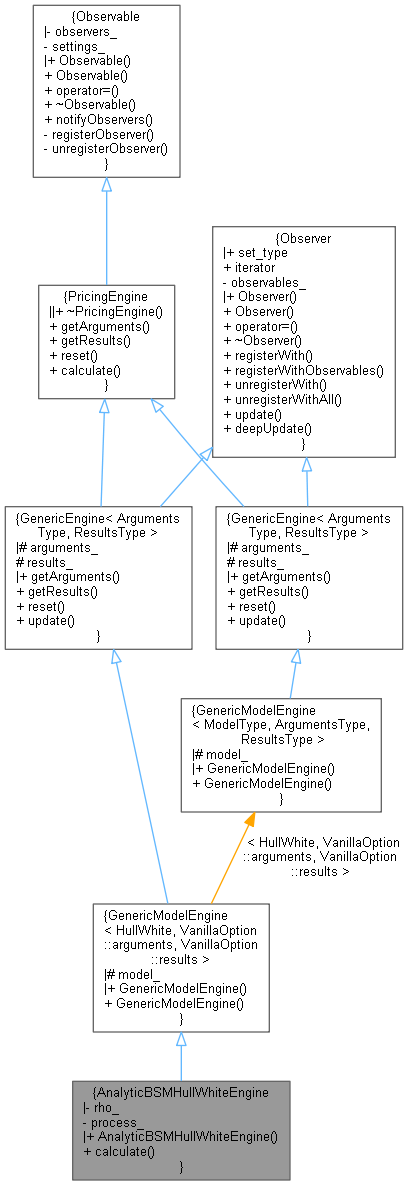 {Observable
|- observers_
- settings_
|+ Observable()
+ Observable()
+ operator=()
+ ~Observable()
+ notifyObservers()
- registerObserver()
- unregisterObserver()
}
{Observer
|+ set_type
+ iterator
- observables_
|+ Observer()
+ Observer()
+ operator=()
+ ~Observer()
+ registerWith()
+ registerWithObservables()
+ unregisterWith()
+ unregisterWithAll()
+ update()
+ deepUpdate()
}
{PricingEngine
||+ ~PricingEngine()
+ getArguments()
+ getResults()
+ reset()
+ calculate()
}
{GenericEngine< Arguments
Type, ResultsType >
|# arguments_
# results_
|+ getArguments()
+ getResults()
+ reset()
+ update()
}
{GenericEngine< Arguments
Type, ResultsType >
|# arguments_
# results_
|+ getArguments()
+ getResults()
+ reset()
+ update()
}
{GenericModelEngine
< ModelType, ArgumentsType,
ResultsType >
|# model_
|+ GenericModelEngine()
+ GenericModelEngine()
}
< HullWhite, VanillaOption
::arguments, VanillaOption
::results >
{GenericModelEngine
< HullWhite, VanillaOption
::arguments, VanillaOption
::results >
|# model_
|+ GenericModelEngine()
+ GenericModelEngine()
}
{AnalyticBSMHullWhiteEngine
|- rho_
- process_
|+ AnalyticBSMHullWhiteEngine()
+ calculate()
}